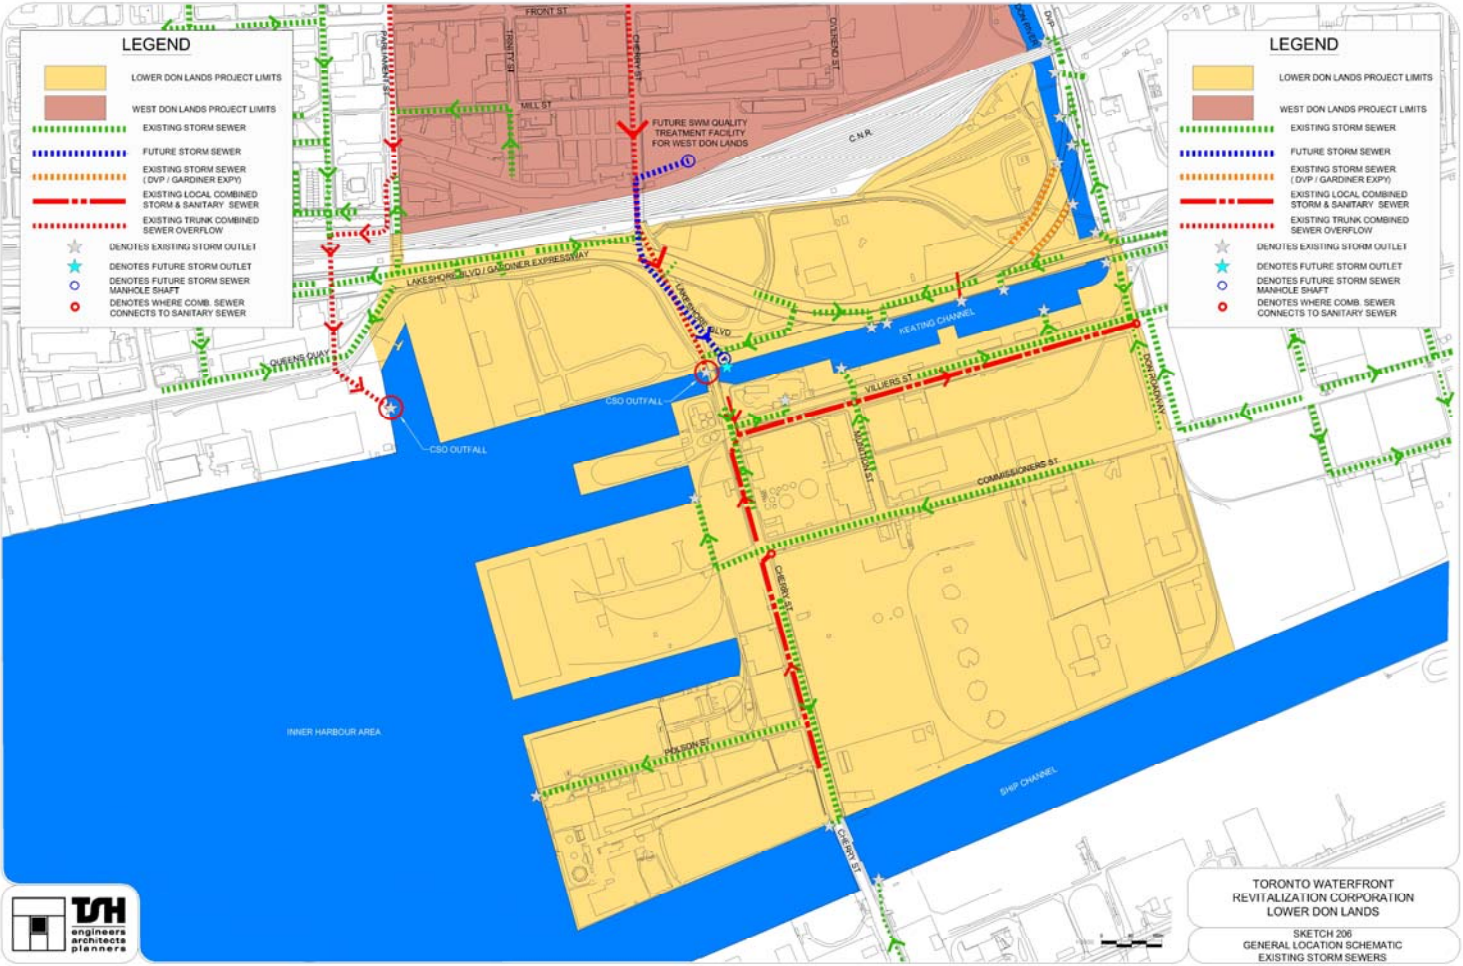 FRONT ST
LEGEND
LOWER DON LANDS PROJECT LIMITS
WEST DON LANDS PROJECT LIMITS
EXISTING STORM SEWER
FUTURE STORM SEWER
EXISTING STORM SEWER
( DVP / GARDINER EXPY)
EXISTING LOCAL COMBINED
STORM & SANITARY SEWER
EXISTING TRUNK COMBINED
SEWER OVERFLOW
DENOTES EXISTING STORM OUTLET
DENOTES FUTURE STORM OUTLET
DENOTES FUTURE STORM SEWER
MANHOLE SHAFT
DENOTES WHERE COMB. SEWER
CONNECTS TO SANITARY SEWER
PARLIAMENT ST
TRINITY ST
CHERRY ST
OVEREND ST
DON RIVER
DVP
MILL ST
FUTURE SWM QUALITY
TREATMENT FACILITY
FOR WEST DON LANDS
C.N.R.
LEGEND
LOWER DON LANDS PROJECT LIMITS
WEST DON LANDS PROJECT LIMITS
EXISTING STORM SEWER
FUTURE STORM SEWER
EXISTING STORM SEWER
( DVP / GARDINER EXPY)
EXISTING LOCAL COMBINED
STORM & SANITARY SEWER
EXISTING TRUNK COMBINED
SEWER OVERFLOW
DENOTES EXISTING STORM OUTLET
DENOTES FUTURE STORM OUTLET
DENOTES FUTURE STORM SEWER
MANHOLE SHAFT
DENOTES WHERE COMB. SEWER
CONNECTS TO SANITARY SEWER
LAKESHORE BLVD / GARDINER EXPRESSWAY
LAKESHORE BLVD
KEATING CHANNEL
QUEENS QUAY
CSO OUTFALL
CSO OUTFALL
VILLIERS ST
DON ROADWAY
MUNITION ST
COMMISSIONERS ST
CHERRY ST
INNER HARBOUR AREA
POLSON ST
SHIP CHANNEL
CHERRY ST
TSH
engineers
architects
planners
TORONTO WATERFRONT
REVITALIZATION CORPORATION
LOWER DON LANDS
SKETCH 206
GENERAL LOCATION SCHEMATIC
EXISTING STORM SEWERS